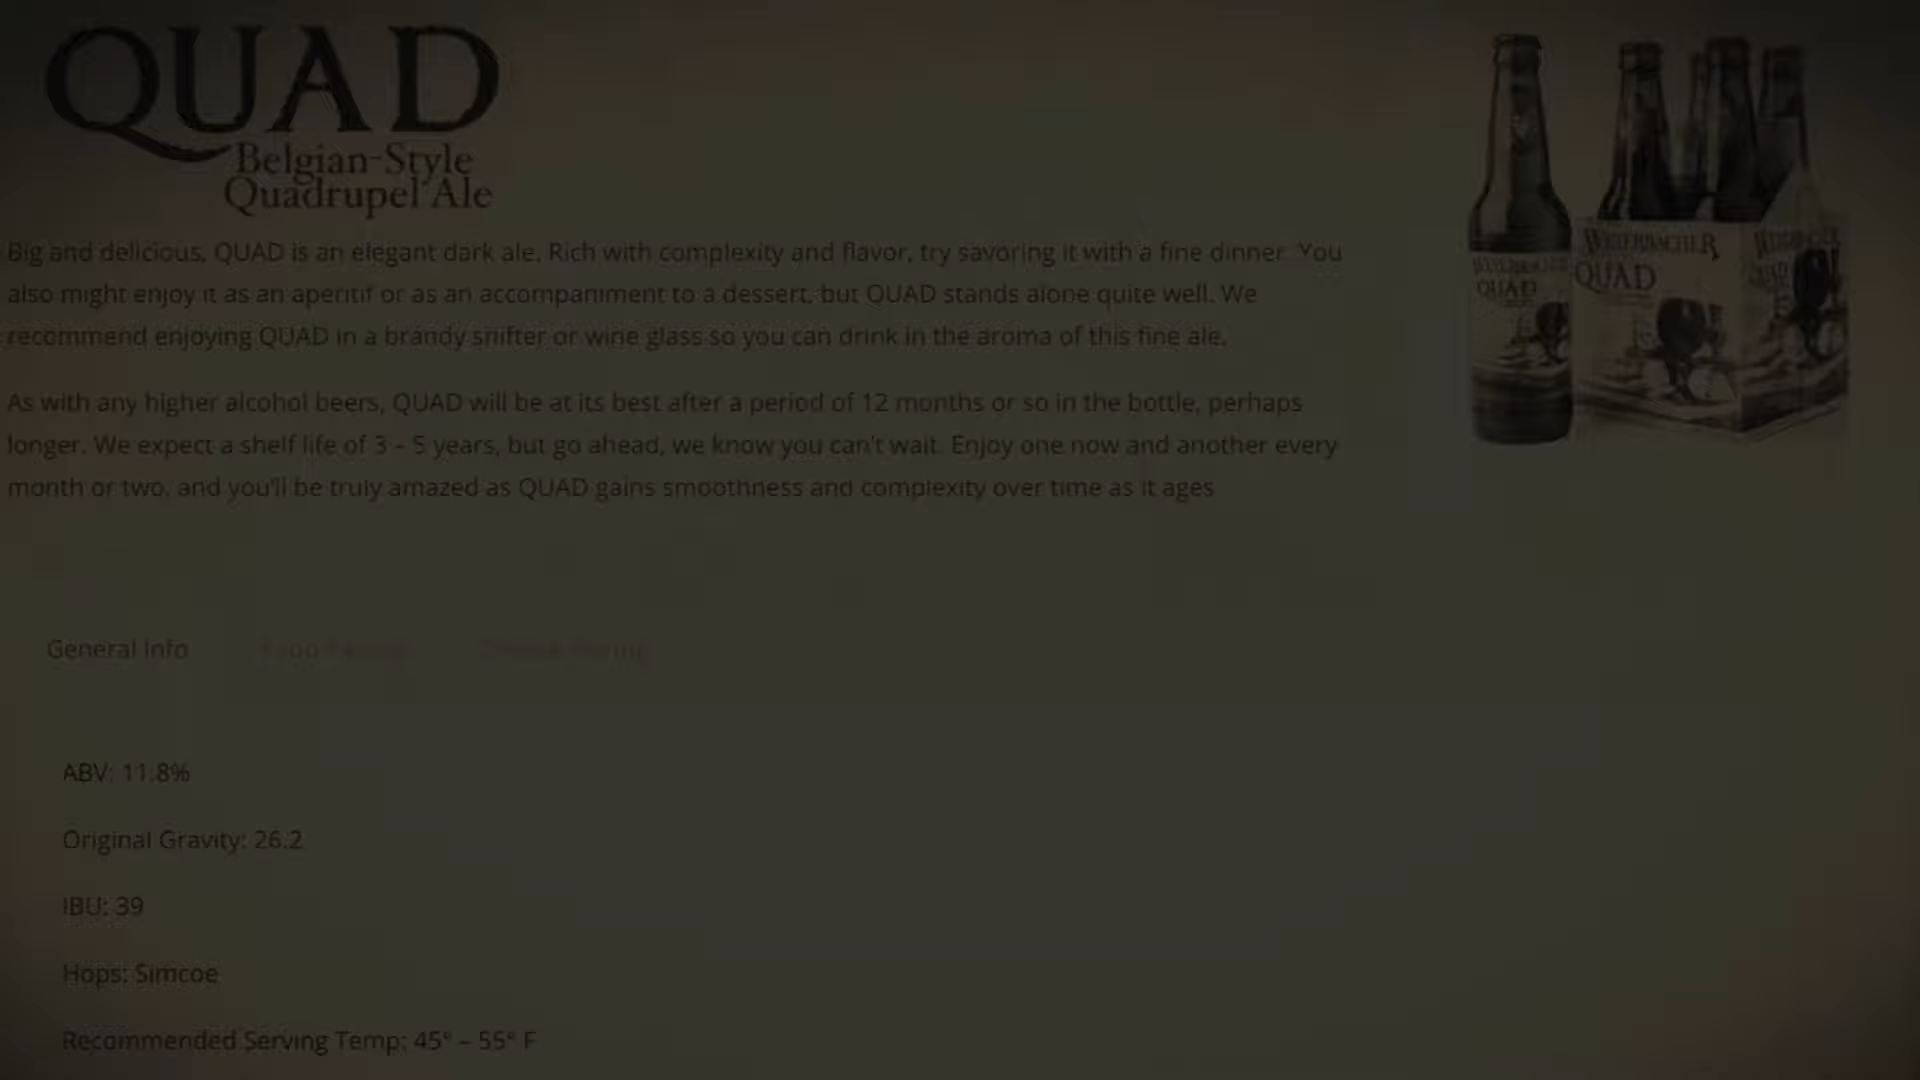 QUAD
Belgian-Style
Quadrupel Ale
Big and delicious, QUAD is an elegant dark ale. Rich with complexity and flavor, try savoring it with a fine dinner. You
also might enjoy it as an aperitif or as an accompaniment to a dessert, but QUAD stands alone quite well. We
recommend enjoying QUAD in a brandy snifter or wine glass so you can drink in the aroma of this fine ale.
As with any higher alcohol beers, QUAD will be at its best after a period of 12 months or so in the bottle, perhaps
longer. We expect a shelf life of 3 – 5 years, but go ahead, we know you can't wait. Enjoy one now and another every
month or two, and you'll be truly amazed as QUAD gains smoothness and complexity over time as it ages
WEYERBACHER
QUAD
WEYERBACHER
QUAD
WEYERBACHER
QUAD
General Info
ABV: 11.8%
Original Gravity: 26.2
IBU: 39
Hops: Simcoe
Recommended Serving Temp: 45° – 55° F